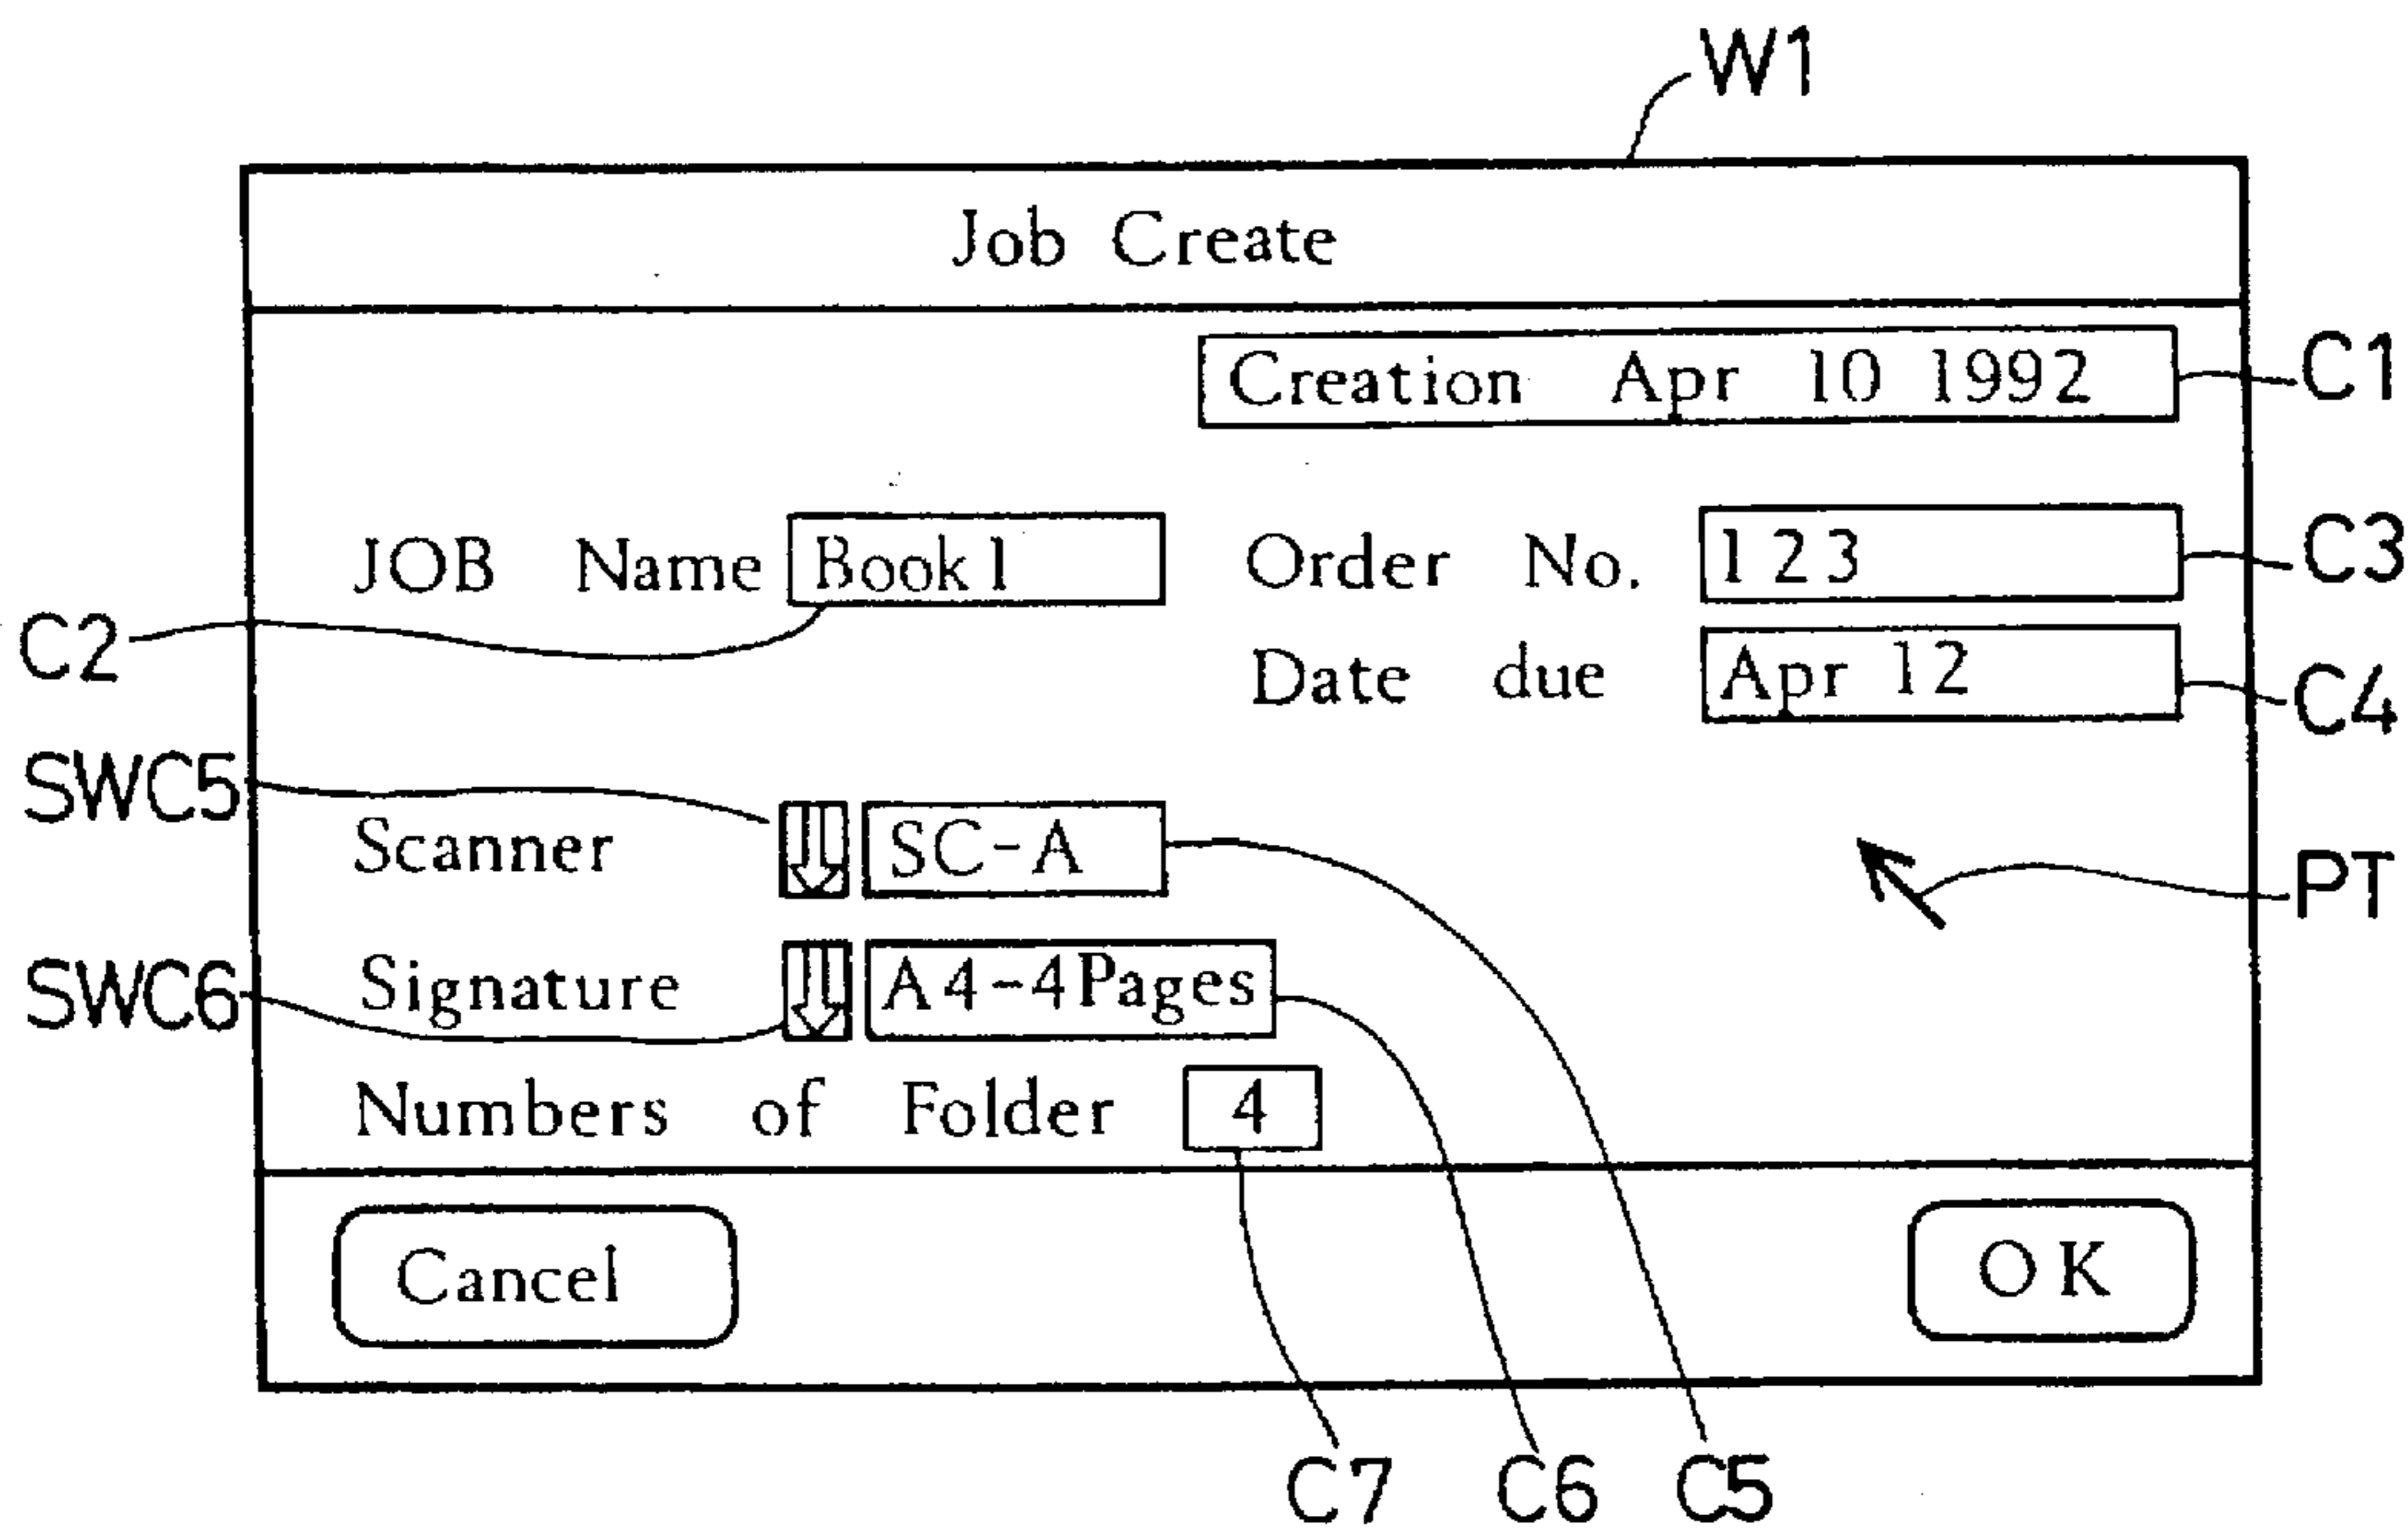 W1
Job Create
Creation Apr 10 1992 C1
JOB Name Book1 Order No. 123 C3
C2 Date due Apr 12 C4
SWC5 Scanner SC-A PT
SWC6 Signature A4-4Pages
Numbers of Folder 4
Cancel OK
C7 C6 C5